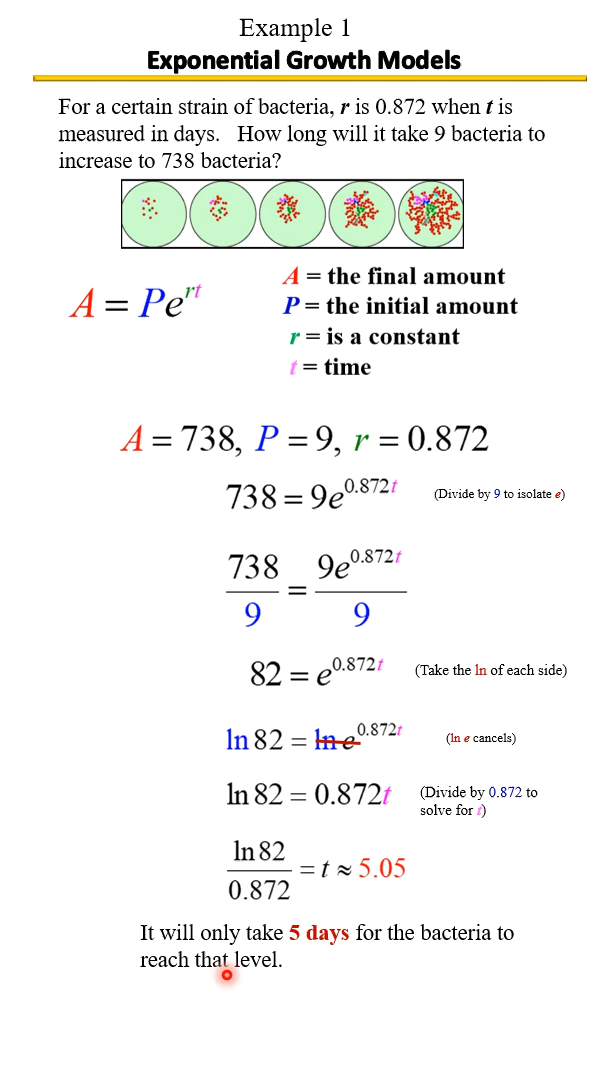 Example 1
Exponential Growth Models
For a certain strain of bacteria, r is 0.872 when t is
measured in days. How long will it take 9 bacteria to
increase to 738 bacteria?
A = Pe^{rt}
A = the final amount
P = the initial amount
r = is a constant
t = time
A = 738, P = 9, r = 0.872
738 = 9e^{0.872t} (Divide by 9 to isolate e)
738/9 = 9e^{0.872t}/9
82 = e^{0.872t} (Take the ln of each side)
ln 82 = ln e^{0.872t} (ln e cancels)
ln 82 = 0.872t (Divide by 0.872 to
solve for t)
ln 82/0.872 = t ≈ 5.05
It will only take 5 days for the bacteria to
reach that level.